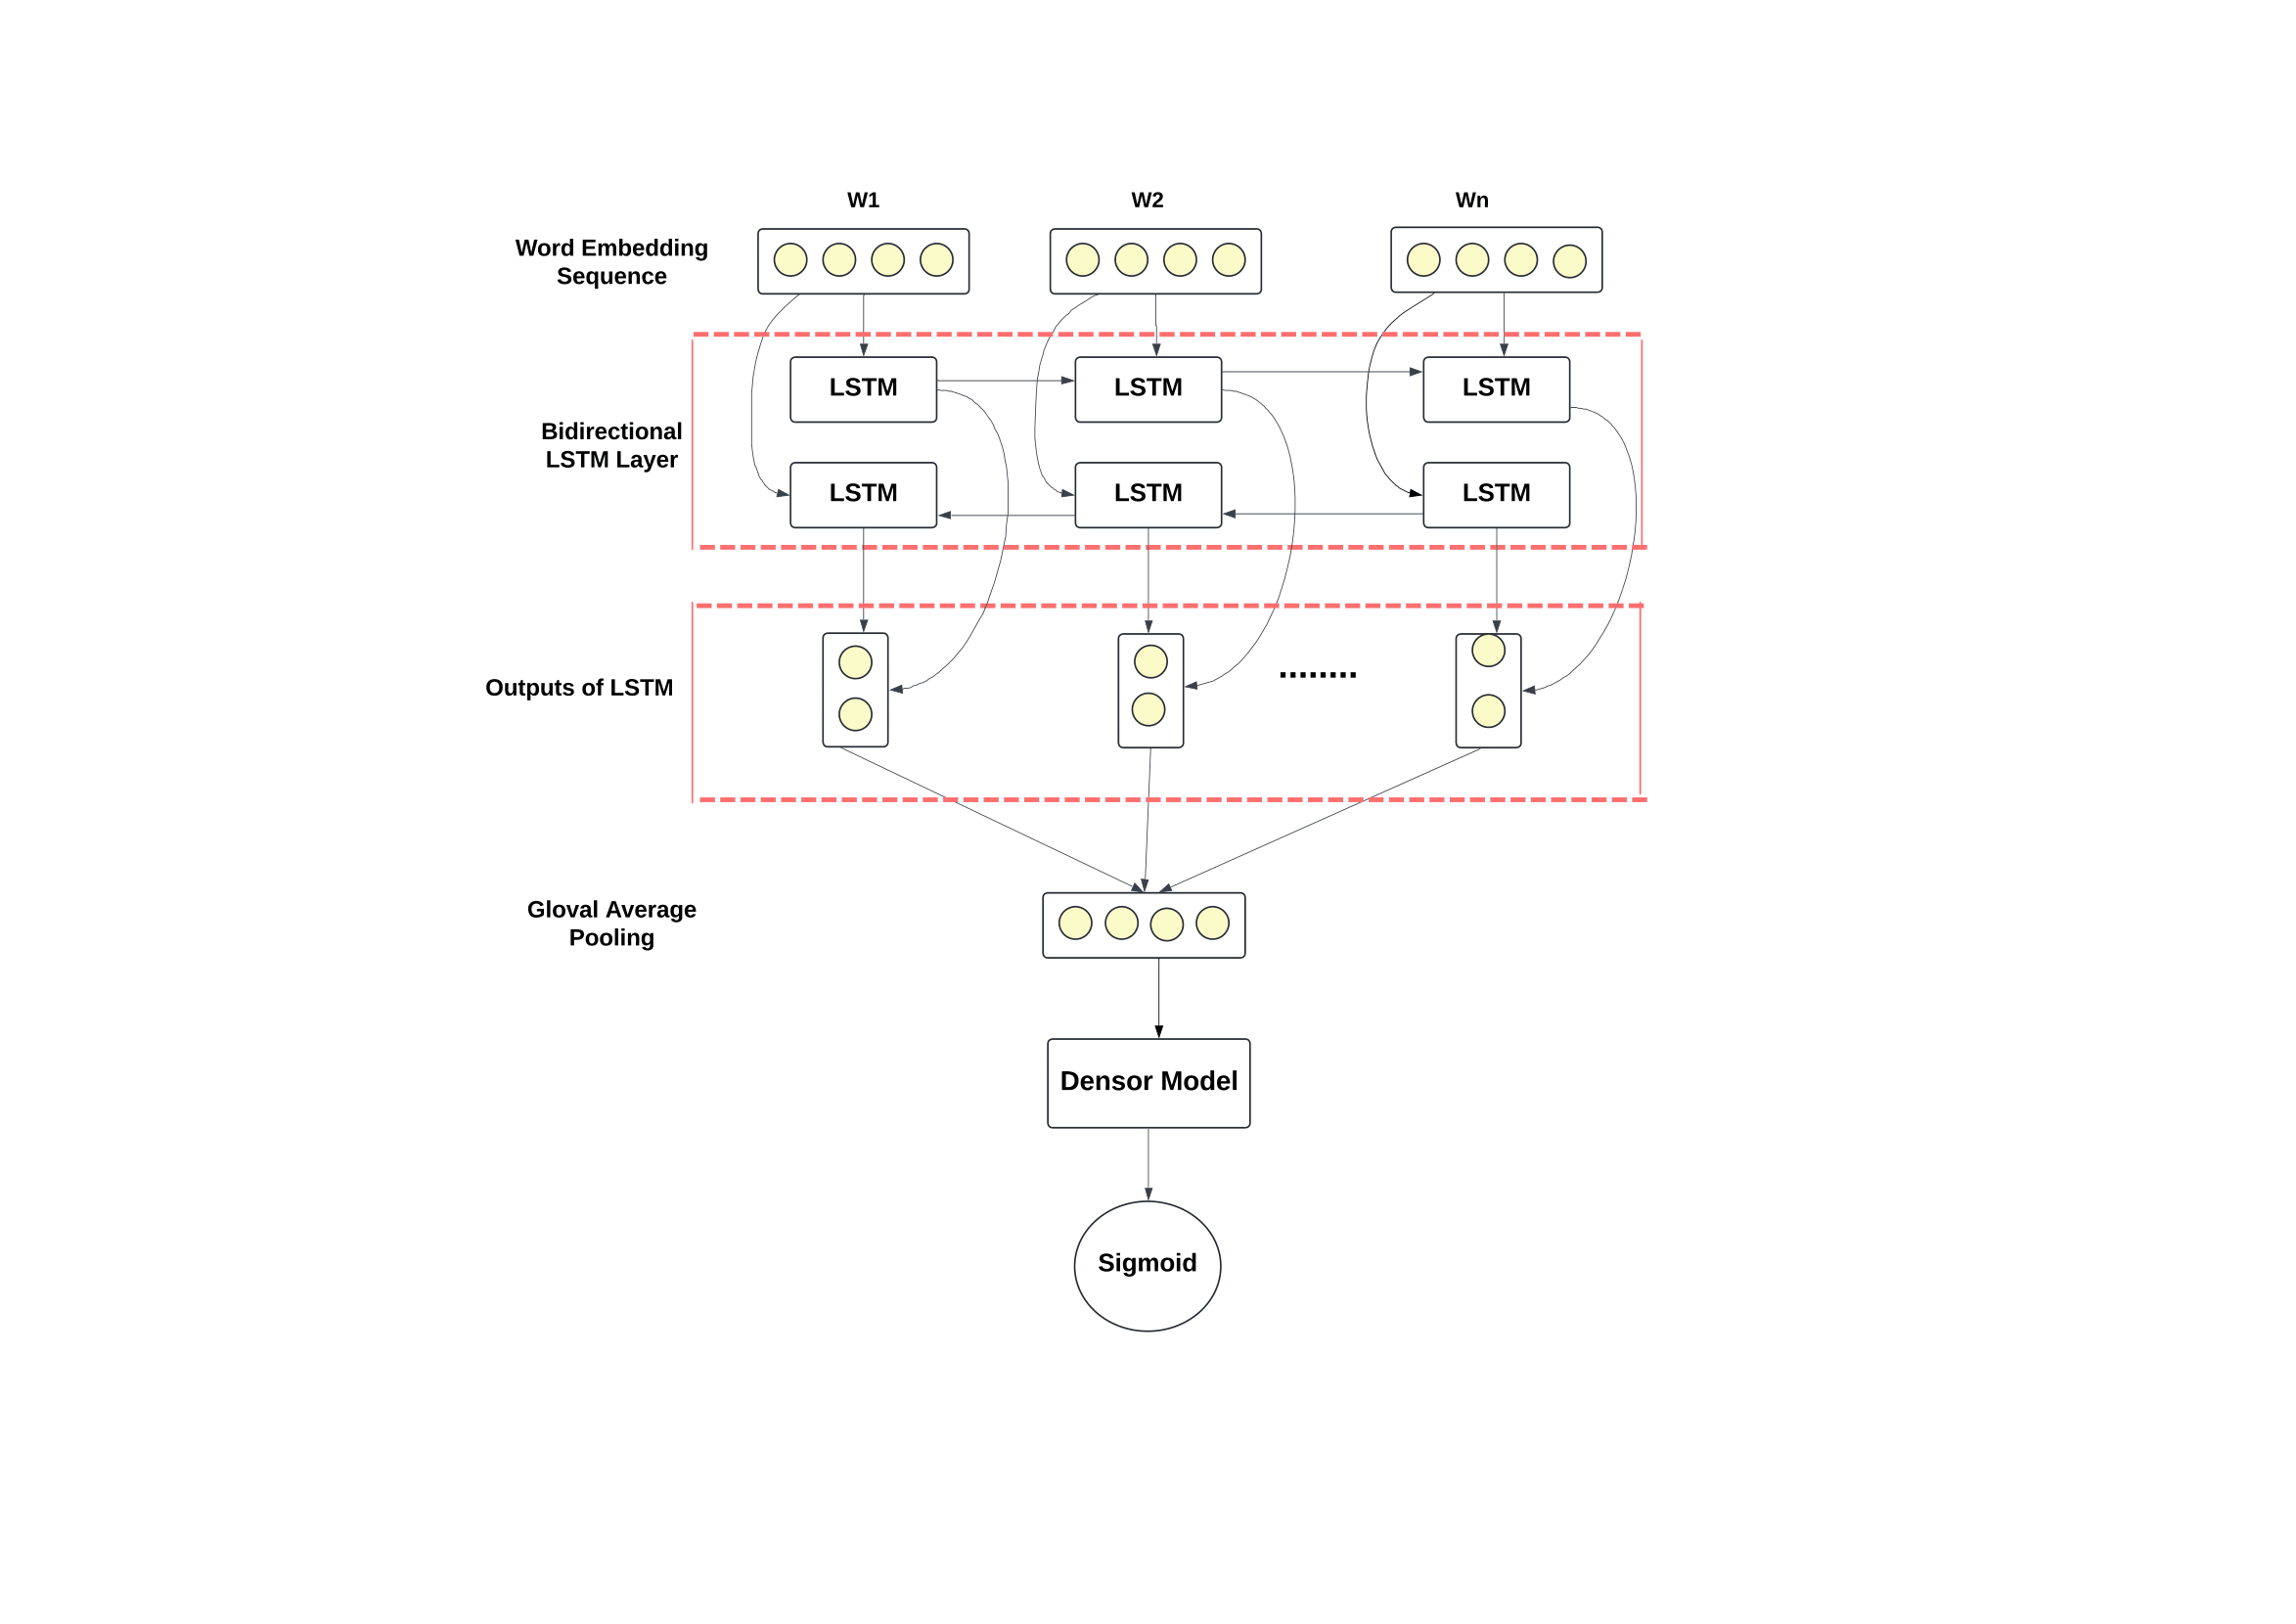 W1
W2
Wn
Word Embedding
Sequence
LSTM
LSTM
LSTM
Bidirectional
LSTM Layer
LSTM
LSTM
LSTM
Outputs of LSTM
........
Gloval Average
Pooling
Densor Model
Sigmoid